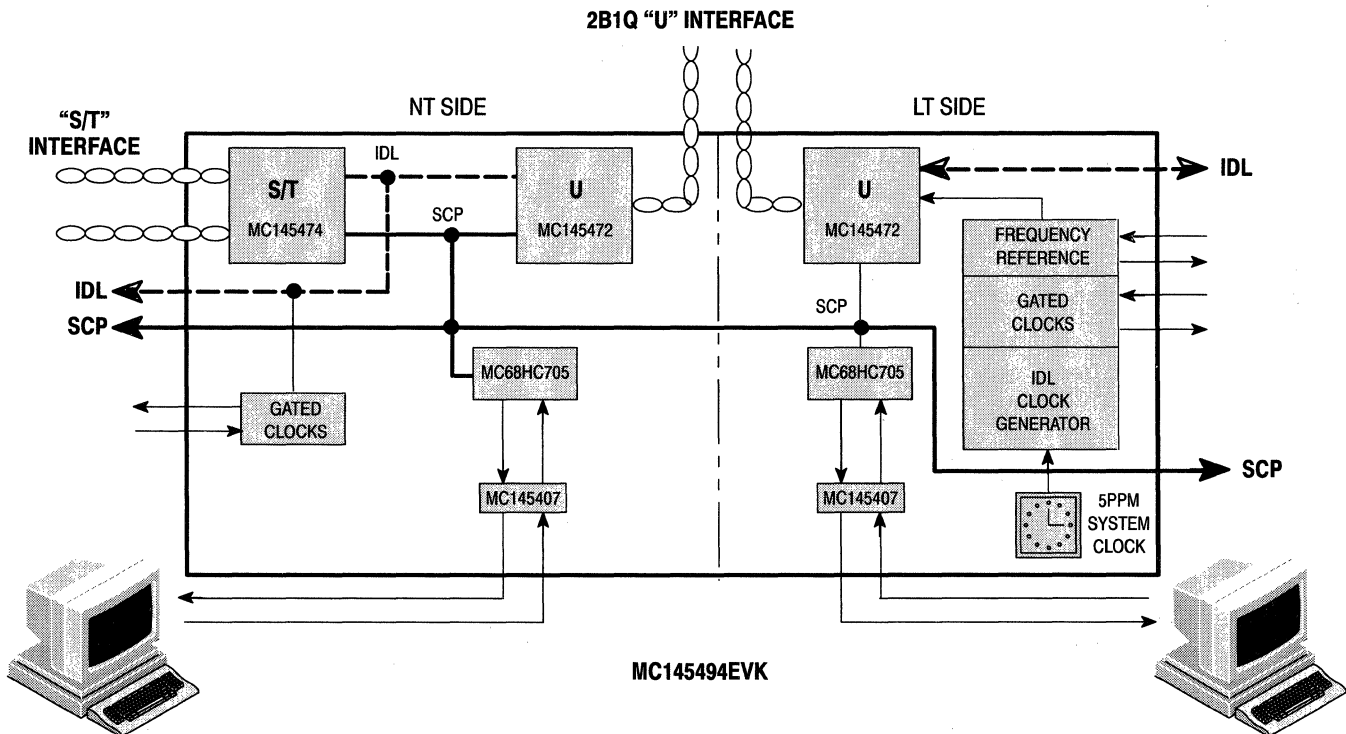 2B1Q “U” INTERFACE
NT SIDE
LT SIDE
“S/T”
INTERFACE
IDL
S/T
MC145474
U
MC145472
SCP
U
MC145472
IDL
FREQUENCY
REFERENCE
IDL
SCP
GATED
CLOCKS
SCP
MC68HC705
MC68HC705
IDL
CLOCK
GENERATOR
GATED
CLOCKS
SCP
MC145407
MC145407
5PPM
SYSTEM
CLOCK
MC145494EVK